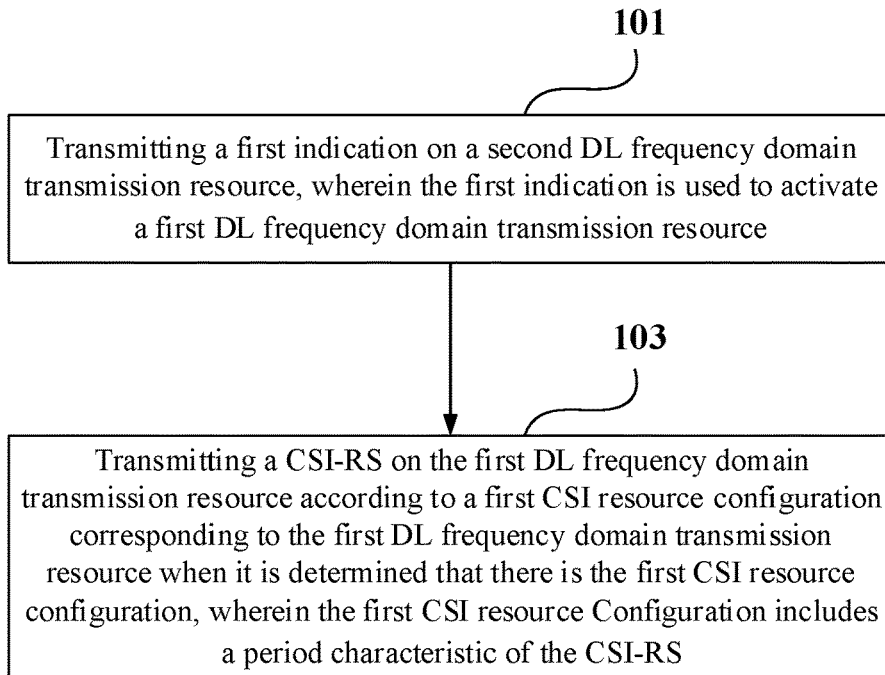 101
Transmitting a first indication on a second DL frequency domain
transmission resource, wherein the first indication is used to activate
a first DL frequency domain transmission resource
103
Transmitting a CSI-RS on the first DL frequency domain
transmission resource according to a first CSI resource configuration
corresponding to the first DL frequency domain transmission
resource when it is determined that there is the first CSI resource
configuration, wherein the first CSI resource Configuration includes
a period characteristic of the CSI-RS